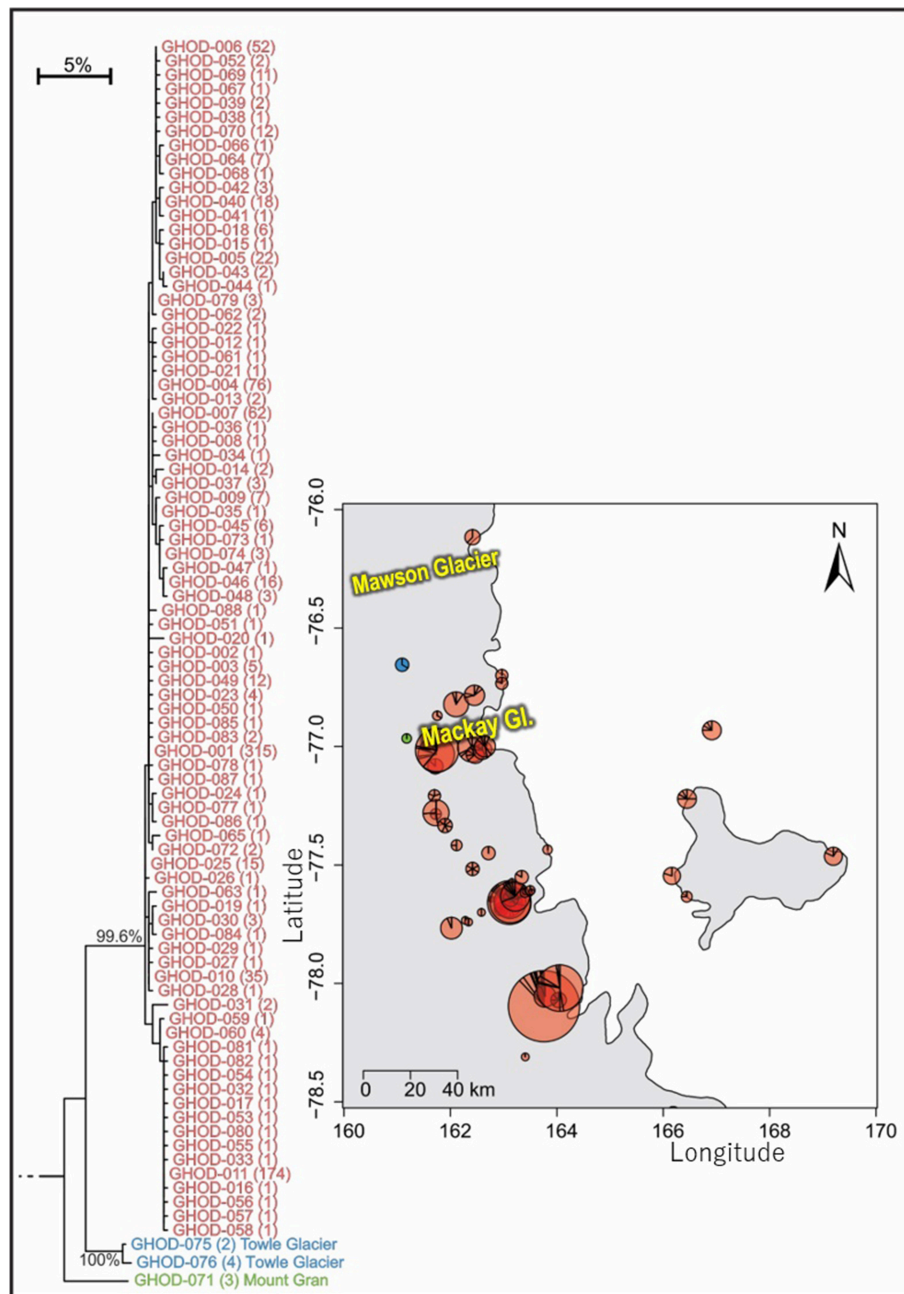 5%
GHOD-006 (52)
GHOD-052 (2)
GHOD-069 (11)
GHOD-067 (1)
GHOD-039 (2)
GHOD-038 (1)
GHOD-070 (12)
GHOD-066 (1)
GHOD-064 (7)
GHOD-068 (1)
GHOD-042 (3)
GHOD-040 (18)
GHOD-041 (1)
GHOD-018 (6)
GHOD-015 (1)
GHOD-005 (22)
GHOD-043 (2)
GHOD-044 (1)
GHOD-079 (3)
GHOD-062 (2)
GHOD-022 (1)
GHOD-012 (1)
GHOD-061 (1)
GHOD-021 (1)
GHOD-004 (76)
GHOD-013 (2)
GHOD-007 (62)
GHOD-036 (1)
GHOD-008 (1)
GHOD-034 (1)
GHOD-014 (2)
GHOD-037 (3)
GHOD-009 (7)
GHOD-035 (1)
GHOD-045 (6)
GHOD-073 (1)
GHOD-074 (3)
GHOD-047 (1)
GHOD-046 (16)
GHOD-048 (3)
GHOD-088 (1)
GHOD-051 (1)
GHOD-020 (1)
GHOD-002 (1)
GHOD-003 (5)
GHOD-049 (12)
GHOD-023 (4)
GHOD-050 (1)
GHOD-085 (1)
GHOD-083 (2)
GHOD-001 (315)
GHOD-078 (1)
GHOD-087 (1)
GHOD-024 (1)
GHOD-077 (1)
GHOD-086 (1)
GHOD-065 (1)
GHOD-072 (2)
GHOD-025 (15)
GHOD-026 (1)
GHOD-063 (1)
GHOD-019 (1)
GHOD-030 (3)
GHOD-084 (1)
99.6%
GHOD-029 (1)
GHOD-027 (1)
GHOD-010 (35)
GHOD-028 (1)
GHOD-031 (2)
GHOD-059 (1)
GHOD-060 (4)
GHOD-081 (1)
GHOD-082 (1)
GHOD-054 (1)
GHOD-032 (1)
GHOD-017 (1)
GHOD-053 (1)
GHOD-080 (1)
GHOD-055 (1)
GHOD-033 (1)
GHOD-011 (174)
GHOD-016 (1)
GHOD-056 (1)
GHOD-057 (1)
GHOD-058 (1)
GHOD-075 (2) Towle Glacier
100%
GHOD-076 (4) Towle Glacier
GHOD-071 (3) Mount Gran
Latitude
-76.0
-76.5
-77.0
-77.5
-78.0
-78.5
N
Mawson Glacier
Mackay Gl.
0 20 40 km
160 162 164 166 168 170
Longitude